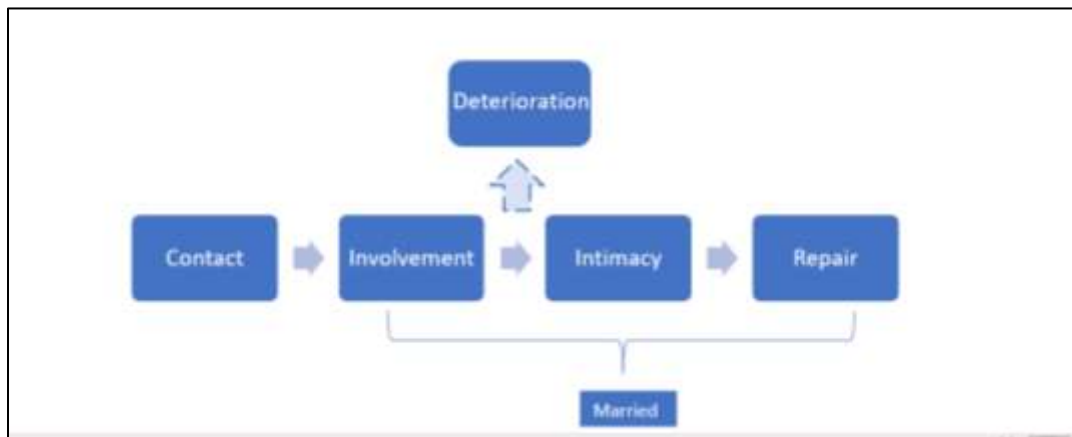 Deterioration
Contact
Involvement
Intimacy
Repair
Married